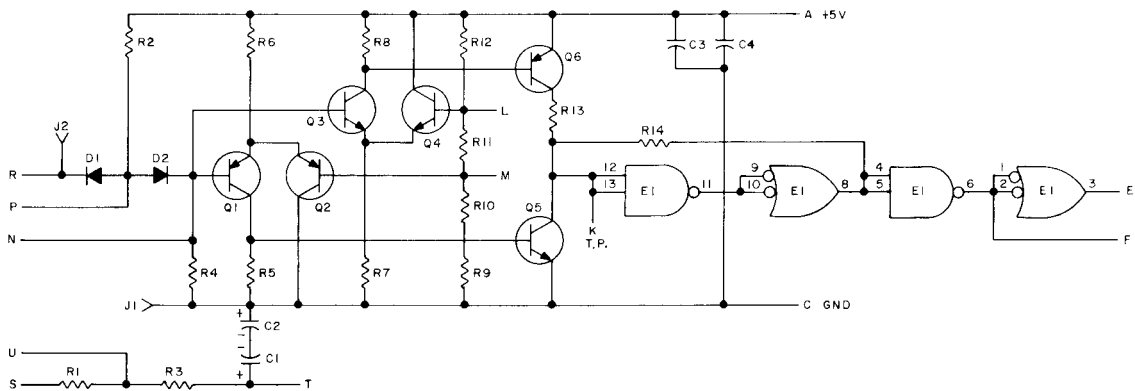 A +5V
R2
R6
R8
R12
C3
C4
Q6
J2
Q3
Q4
L
R13
R11
R14
D1
D2
R
M
12
9
4
1
13
E1
11
10
E1
8
5
E1
6
2
E1
3
E
P
Q1
Q2
R10
Q5
K
T.P.
N
F
R4
R5
R7
R9
J1
C GND
+
C2
-
-
U
C1
R1
R3
+
S
T